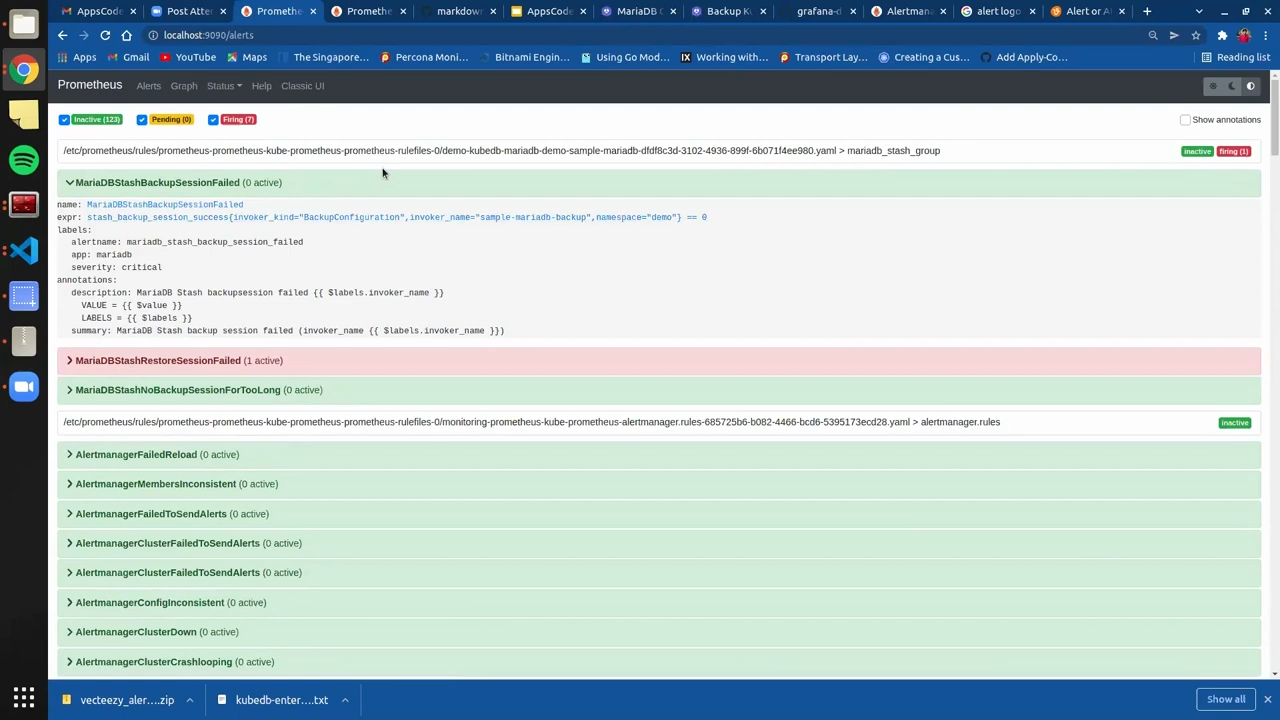 AppsCode
Post Atter
Prometheu
Prometheu
markdown
AppsCode
MariaDB
Backup
grafana-d
Alertman
alert logo
Alert or A
localhost:9090/alerts
Apps
Gmail
YouTube
Maps
The Singapore...
Percona Moni...
Bitnami Engin...
Using Go Mod...
Working with...
Transport Lay...
Creating a Cus...
Add Apply-Co...
Reading list
Prometheus
Alerts
Graph
Status
Help
Classic UI
Inactive (123)
Pending (0)
Firing (7)
Show annotations
/etc/prometheus/rules/prometheus-prometheus-kube-prometheus-prometheus-rulefiles-0/demo-kubedb-mariadb-demo-sample-mariadb-dfdf8c3d-3102-4936-899f-6b071f4ee980.yaml > mariadb_stash_group
inactive
firing (1)
MariaDBStashBackupSessionFailed (0 active)
name: MariaDBStashBackupSessionFailed
expr: stash_backup_session_success{invoker_kind="BackupConfiguration",invoker_name="sample-mariadb-backup",namespace="demo"} == 0
labels:
alertname: mariadb_stash_backup_session_failed
app: mariadb
severity: critical
annotations:
description: MariaDB Stash backupsession failed {{ $labels.invoker_name }}
VALUE = {{ $value }}
LABELS = {{ $labels }}
summary: MariaDB Stash backup session failed (invoker_name {{ $labels.invoker_name }})
MariaDBStashRestoreSessionFailed (1 active)
MariaDBStashNoBackupSessionForTooLong (0 active)
/etc/prometheus/rules/prometheus-prometheus-kube-prometheus-prometheus-rulefiles-0/monitoring-prometheus-kube-prometheus-alertmanager.rules-685725b6-b082-4466-bcd6-5395173ecd28.yaml > alertmanager.rules
inactive
AlertmanagerFailedReload (0 active)
AlertmanagerMembersInconsistent (0 active)
AlertmanagerFailedToSendAlerts (0 active)
AlertmanagerClusterFailedToSendAlerts (0 active)
AlertmanagerClusterFailedToSendAlerts (0 active)
AlertmanagerConfigInconsistent (0 active)
AlertmanagerClusterDown (0 active)
AlertmanagerClusterCrashlooping (0 active)
vecteezy_aler....zip
kubedb-enter....txt
Show all